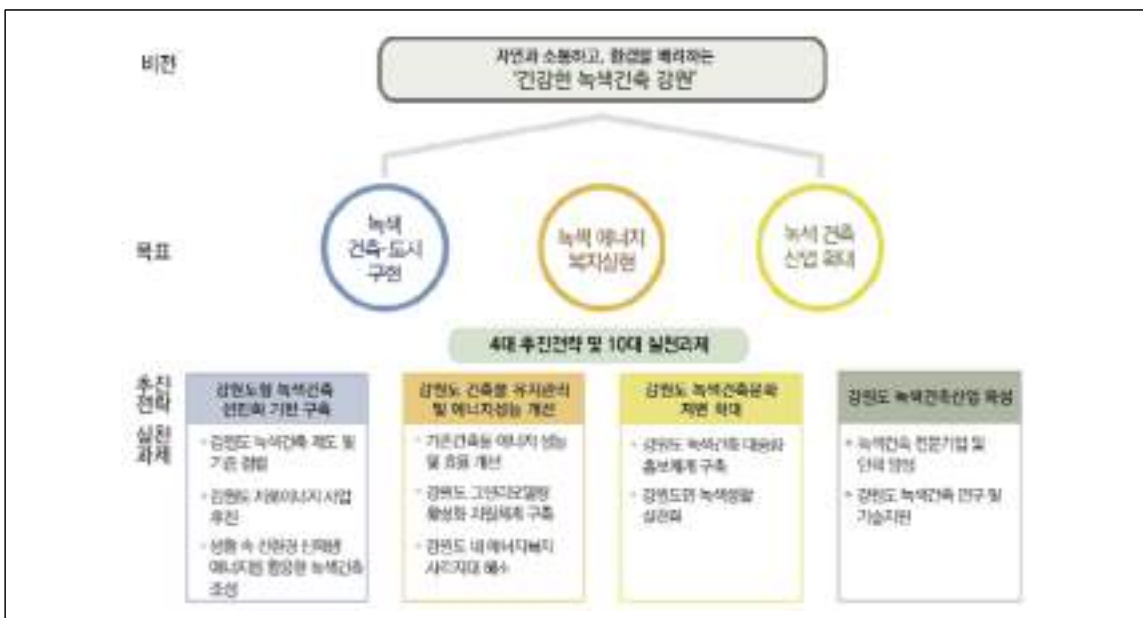 비전
자연과 소통하고, 환경을 배려하는
'건강한 녹색건축 강원'
목표
녹색
건축·도시
구현
녹색 에너지
복지실현
녹색 건축
산업 확대
4대 추진전략 및 10대 실천과제
추진
전략
강원도형 녹색건축
선진화 기반 구축
강원도 건축물 유지관리
및 에너지성능 개선
강원도 녹색건축문화
저변 확대
강원도 녹색건축산업 육성
실천
과제
• 강원도 녹색건축 제도 및
기준 정립
• 강원도 제로에너지 사업
추진
• 생활 속 친환경 신재생
에너지원 활용한 녹색건축
조성
• 기존건축물 에너지 성능
및 효율 개선
• 강원도 그린리모델링
활성화 지원체계 구축
• 강원도 내 에너지복지
사각지대 해소
• 강원도 녹색건축 대중화
홍보체계 구축
• 강원도민 녹색생활
실천화
• 녹색건축 전문기업 및
인력 양성
• 강원도 녹색건축 연구 및
기술지원